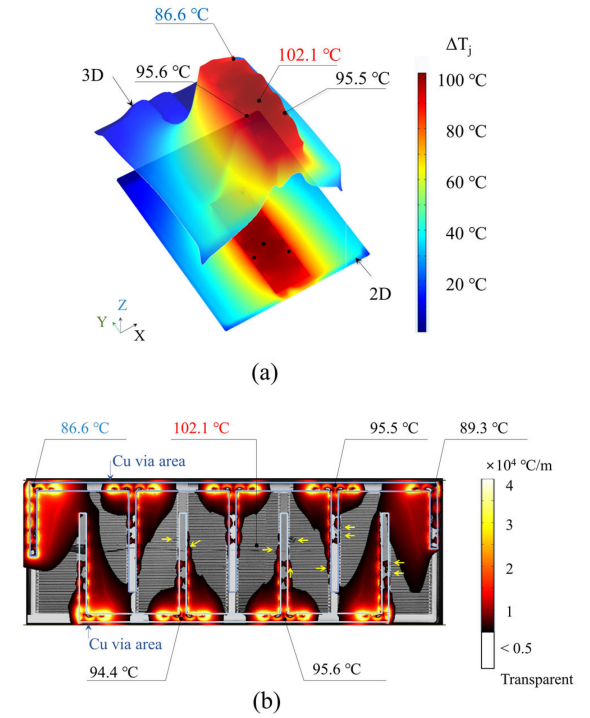 86.6 ℃
ΔTj
102.1 ℃
95.6 ℃
95.5 ℃
3D
100 ℃
80 ℃
60 ℃
40 ℃
20 ℃
2D
Z
Y
X
(a)
86.6 ℃
102.1 ℃
95.5 ℃
89.3 ℃
Cu via area
×10⁴ ℃/m
4
3
2
1
< 0.5
Cu via area
Transparent
94.4 ℃
95.6 ℃
(b)